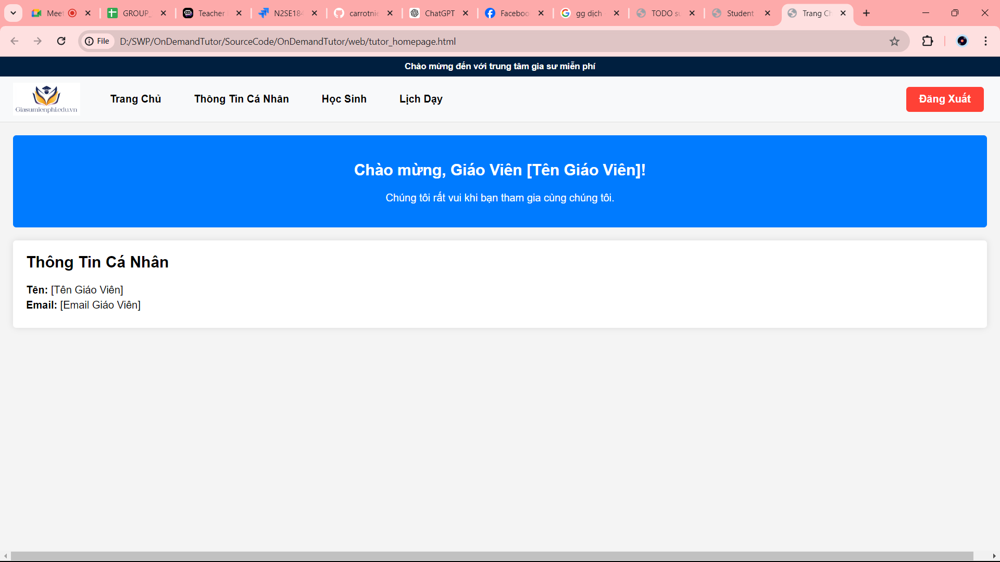 Meet
GROUP_
Teacher
N2SE184
carrotnie
ChatGPT
Faceboo
gg dịch
TODO su
Student
Trang Ch
File
D:/SWP/OnDemandTutor/SourceCode/OnDemandTutor/web/tutor_homepage.html
Chào mừng đến với trung tâm gia sư miễn phí
Giasumienphi.edu.vn
Trang Chủ
Thông Tin Cá Nhân
Học Sinh
Lịch Dạy
Đăng Xuất
Chào mừng, Giáo Viên [Tên Giáo Viên]!
Chúng tôi rất vui khi bạn tham gia cùng chúng tôi.
Thông Tin Cá Nhân
Tên: [Tên Giáo Viên]
Email: [Email Giáo Viên]